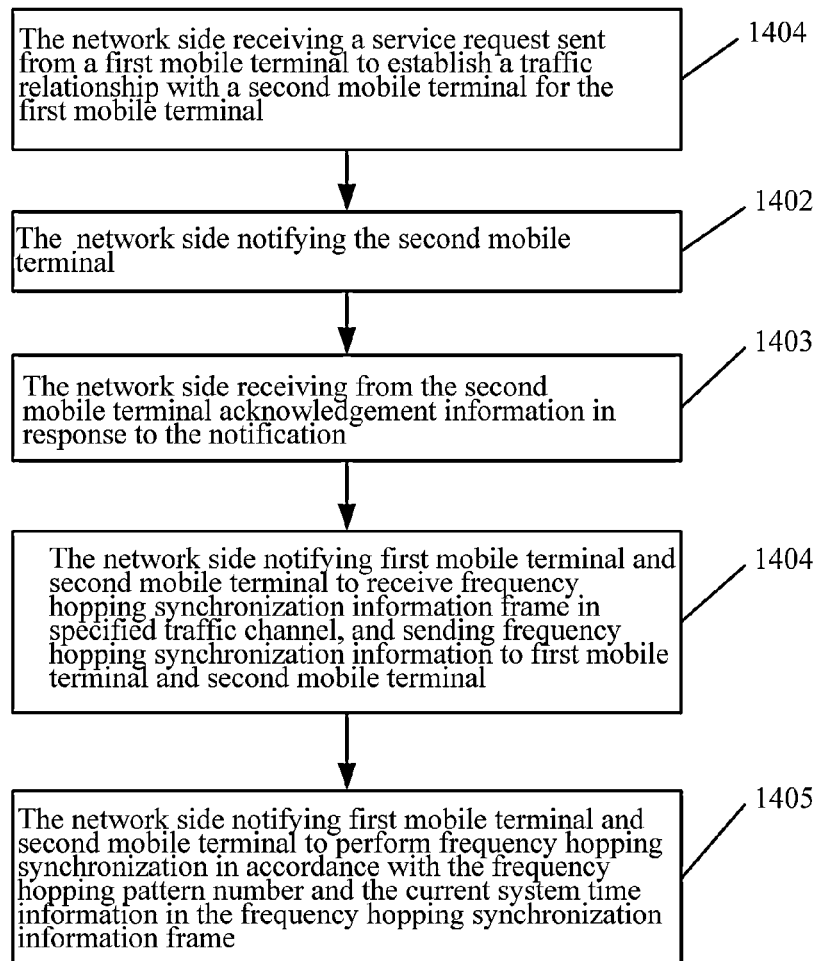 The network side receiving a service request sent
from a first mobile terminal to establish a traffic
relationship with a second mobile terminal for the
first mobile terminal
1404
The network side notifying the second mobile
terminal
1402
The network side receiving from the second
mobile terminal acknowledgement information in
response to the notification
1403
The network side notifying first mobile terminal and
second mobile terminal to receive frequency
hopping synchronization information frame in
specified traffic channel, and sending frequency
hopping synchronization information to first mobile
terminal and second mobile terminal
1404
The network side notifying first mobile terminal and
second mobile terminal to perform frequency hopping
synchronization in accordance with the frequency
hopping pattern number and the current system time
information in the frequency hopping synchronization
information frame
1405